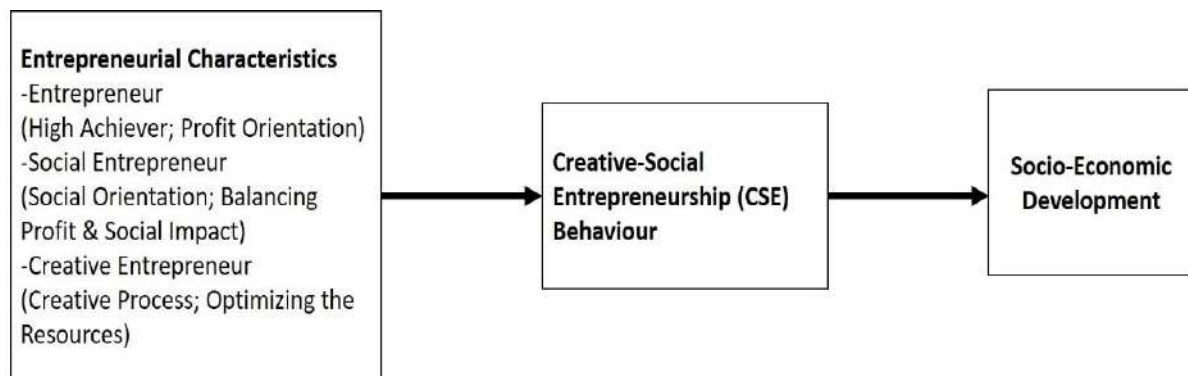 Entrepreneurial Characteristics
-Entrepreneur
(High Achiever; Profit Orientation)
-Social Entrepreneur
(Social Orientation; Balancing
Profit & Social Impact)
-Creative Entrepreneur
(Creative Process; Optimizing the
Resources)
Creative-Social
Entrepreneurship (CSE)
Behaviour
Socio-Economic
Development